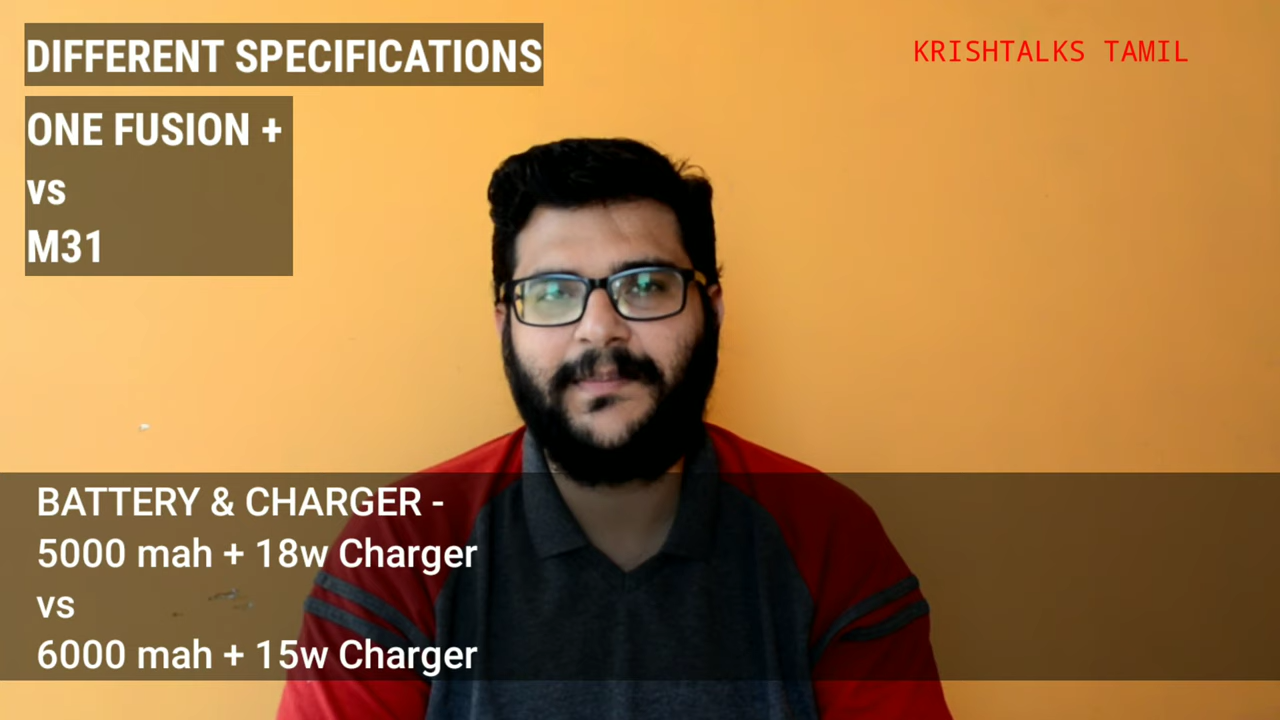 DIFFERENT SPECIFICATIONS
KRISHTALKS TAMIL
ONE FUSION +
vs
M31
BATTERY & CHARGER -
5000 mah + 18w Charger
vs
6000 mah + 15w Charger